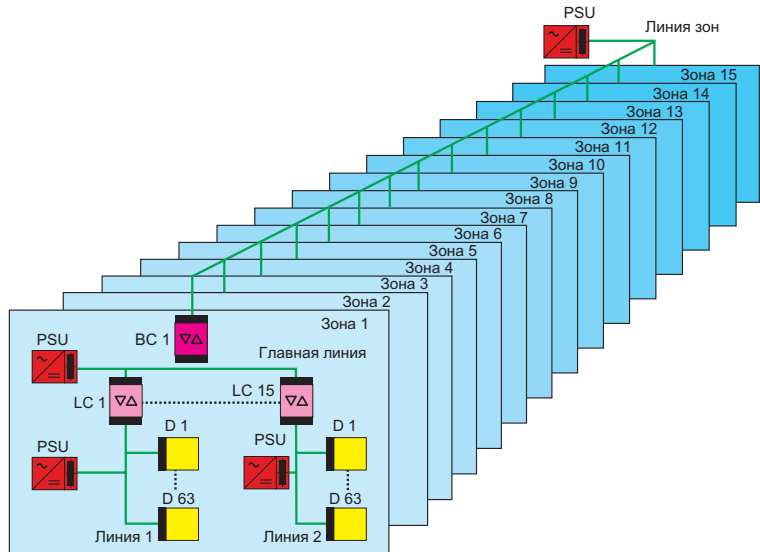 PSU
Линия зон
Зона 15
Зона 14
Зона 13
Зона 12
Зона 11
Зона 10
Зона 9
Зона 8
Зона 7
Зона 6
Зона 5
Зона 4
Зона 3
Зона 2
Зона 1
BC 1
PSU
Главная линия
LC 1
LC 15
D 1
D 1
PSU
PSU
D 63
D 63
Линия 1
Линия 2